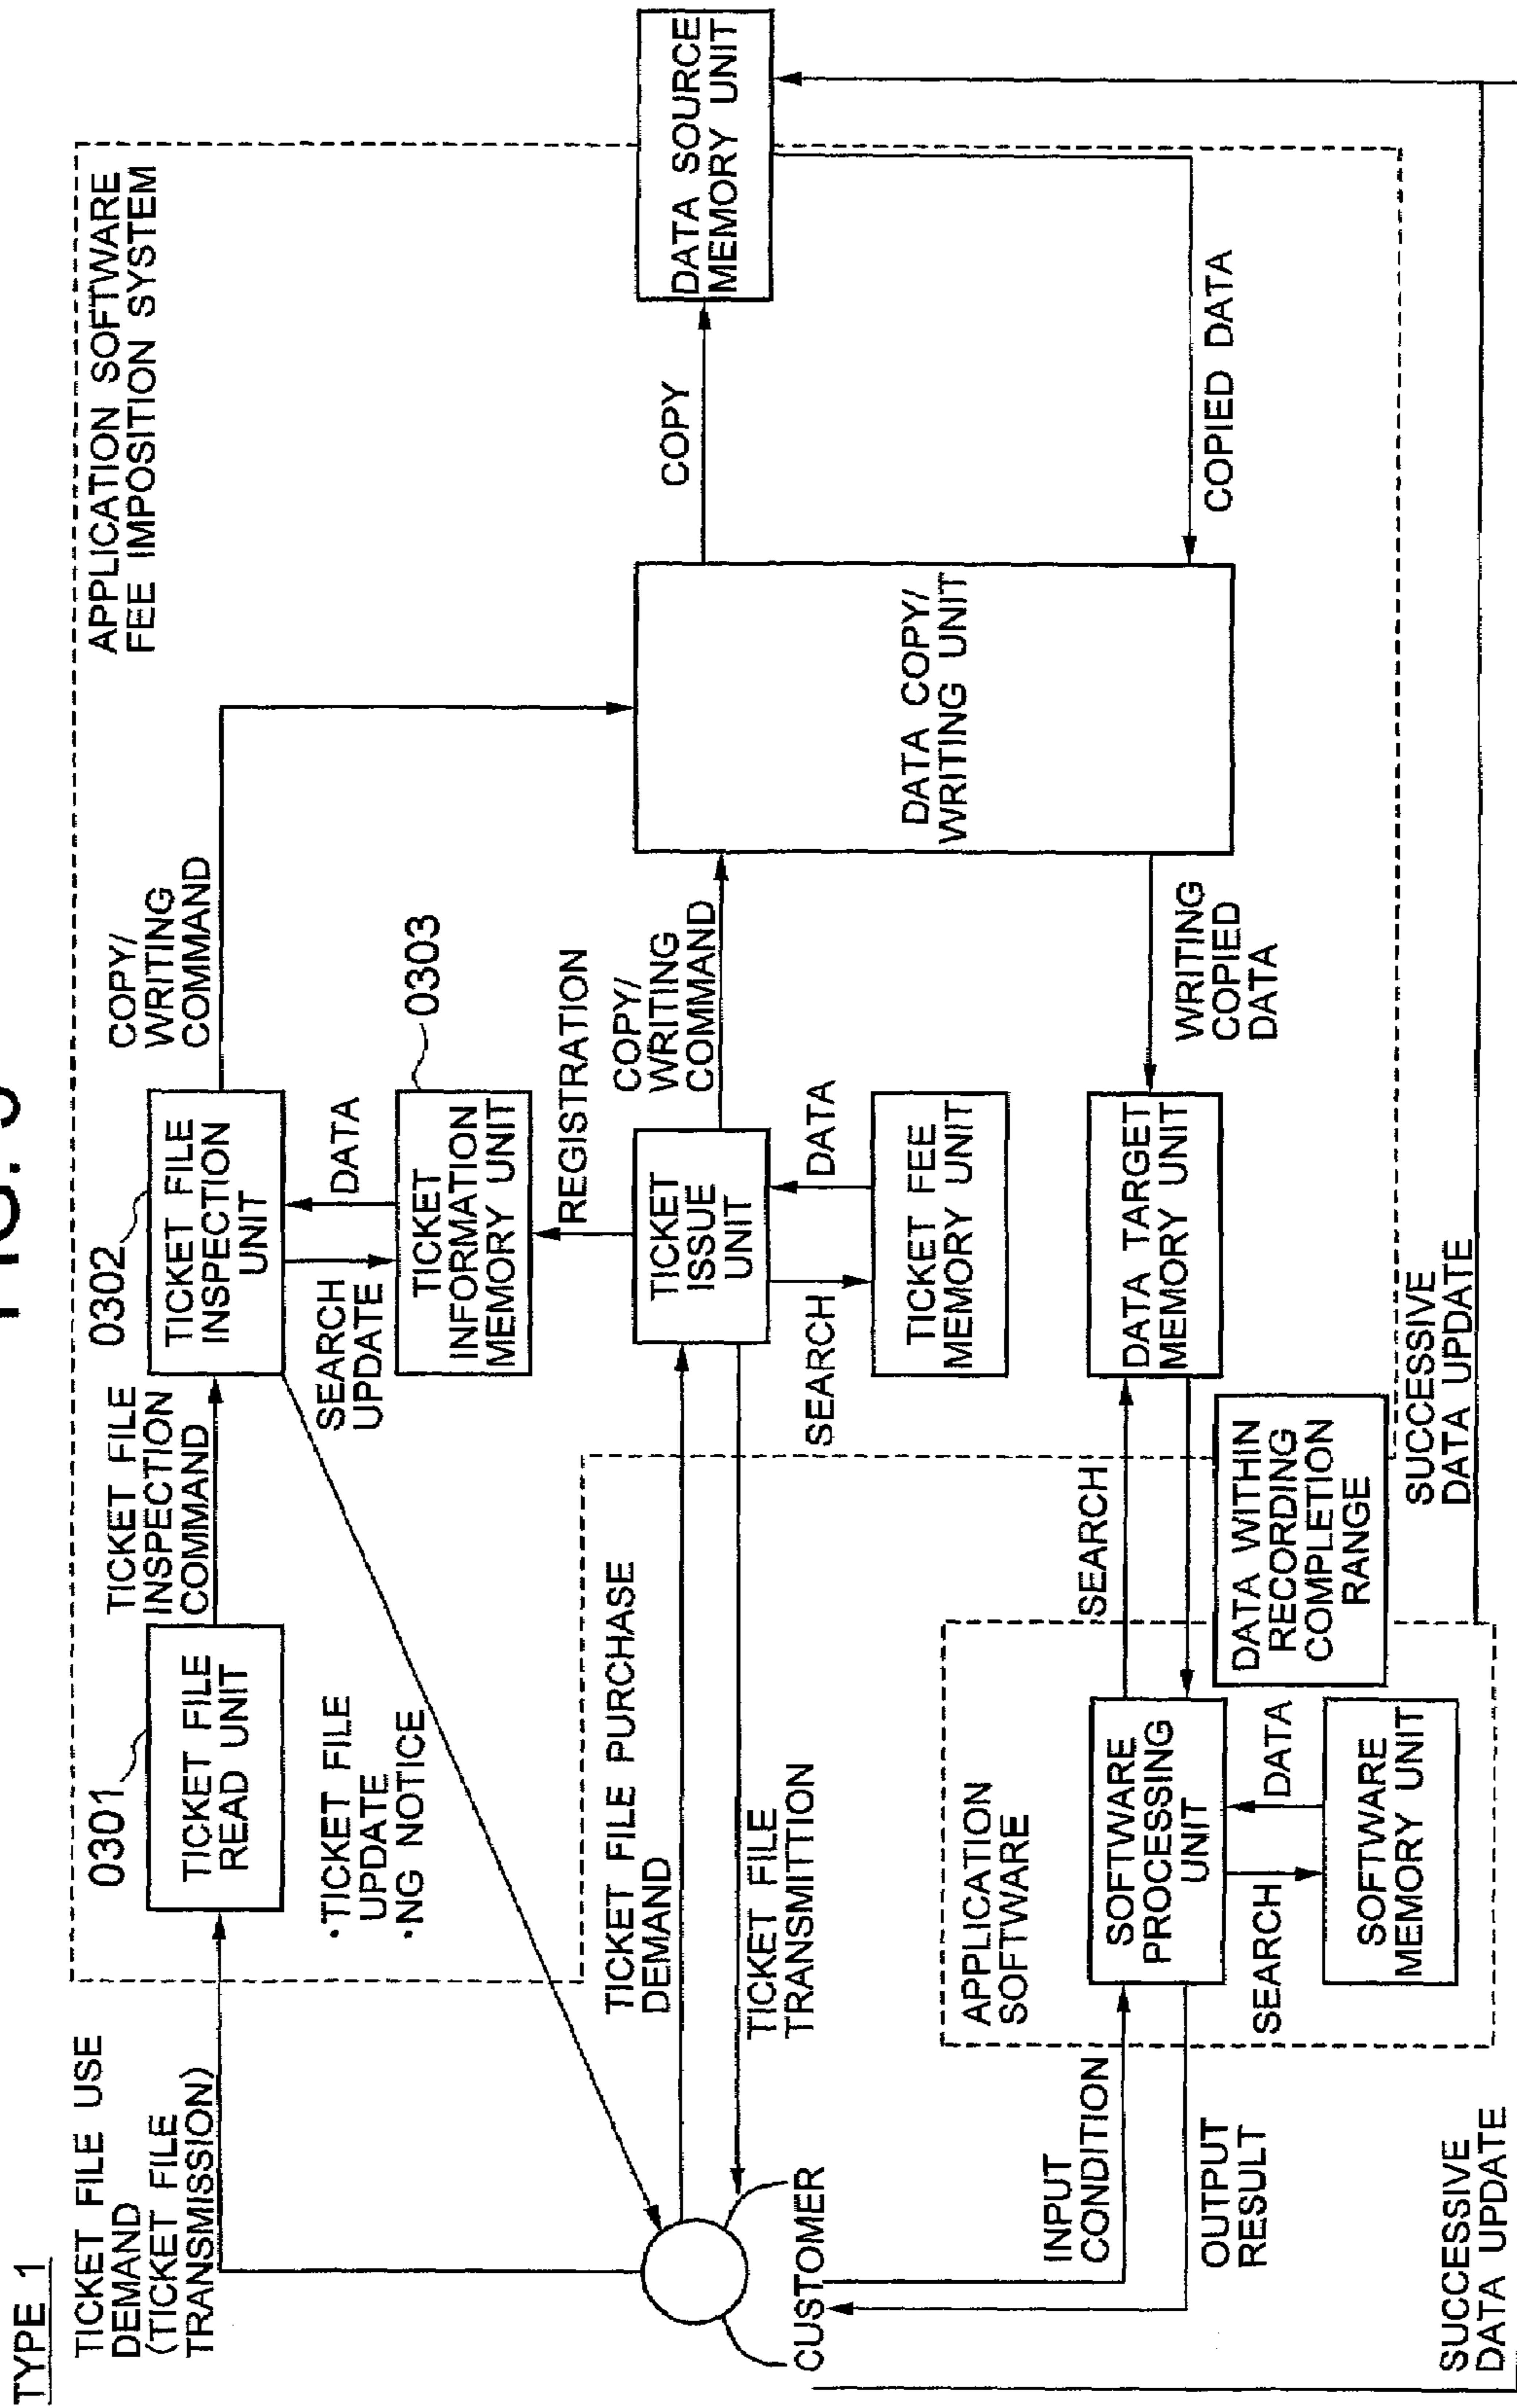 TYPE 1
TICKET FILE USE
DEMAND
(TICKET FILE
TRANSMISSION)
0301
TICKET FILE
READ UNIT
TICKET FILE
INSPECTION
COMMAND
0302
TICKET FILE
INSPECTION
UNIT
COPY/
WRITING
COMMAND
APPLICATION SOFTWARE
FEE IMPOSITION SYSTEM
・TICKET FILE
UPDATE
・NG NOTICE
SEARCH
UPDATE
DATA
TICKET
INFORMATION
MEMORY UNIT
0303
REGISTRATION
TICKET FILE PURCHASE
DEMAND
TICKET FILE
TRANSMITTION
TICKET
ISSUE
UNIT
COPY/
WRITING
COMMAND
COPY
DATA SOURCE
MEMORY UNIT
SEARCH
DATA
TICKET FEE
MEMORY UNIT
DATA COPY/
WRITING UNIT
CUSTOMER
APPLICATION
SOFTWARE
INPUT
CONDITION
OUTPUT
RESULT
SOFTWARE
PROCESSING
UNIT
SEARCH
DATA TARGET
MEMORY UNIT
WRITING
COPIED
DATA
COPIED DATA
SEARCH
DATA
SOFTWARE
MEMORY UNIT
DATA WITHIN
RECORDING
COMPLETION
RANGE
SUCCESSIVE
DATA UPDATE
SUCCESSIVE
DATA UPDATE